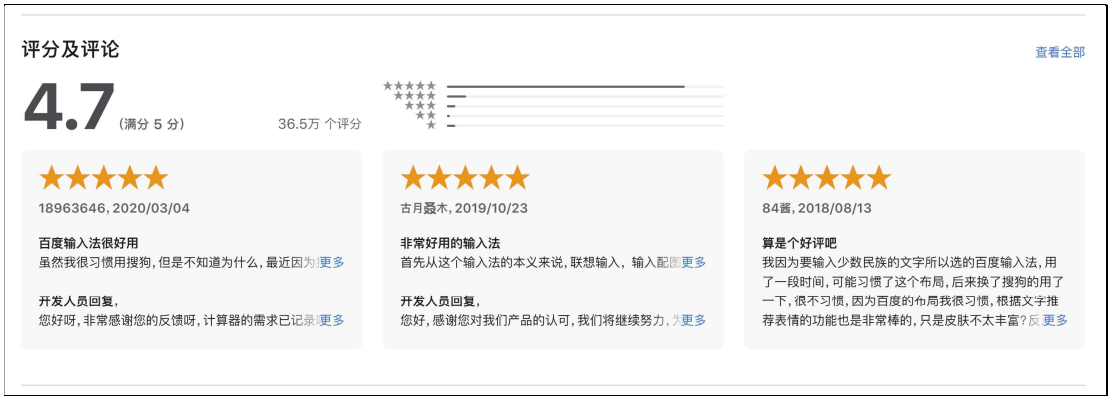 评分及评论
查看全部
4.7
(满分 5 分)
36.5万 个评分
★★★★★
★★★★
★★★
★★
★
18963646, 2020/03/04
百度输入法很好用
虽然我很习惯用搜狗, 但是不知道为什么, 最近因为 更多
开发人员回复,
您好呀, 非常感谢您的反馈呀, 计算器的需求已记录 更多
古月叒木, 2019/10/23
非常好用的输入法
首先从这个输入法的本义来说, 联想输入，输入配图 更多
开发人员回复,
您好, 感谢您对我们产品的认可, 我们将继续努力, 为 更多
84酱, 2018/08/13
算是个好评吧
我因为要输入少数民族的文字所以选的百度输入法, 用
了一段时间, 可能习惯了这个布局, 后来换了搜狗的用了
一下, 很不习惯, 因为百度的布局我很习惯, 根据文字推
荐表情的功能也是非常棒的, 只是皮肤不太丰富? 反 更多